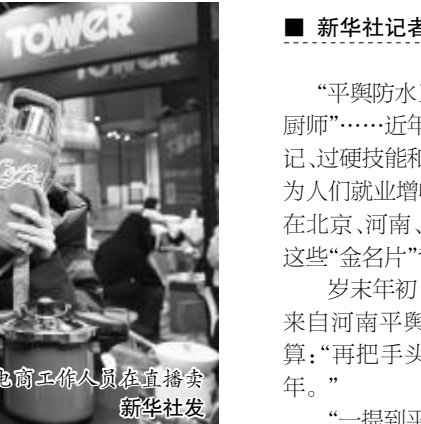 TOWER
TOWER
Coffee
电商工作人员在直播卖
新华社发
■ 新华社记者
“平舆防水
厨师”……近年
记、过硬技能和
为人们就业增
在北京、河南、
这些“金名片”
岁末年初
来自河南平舆
算：“再把手头
年。”
“一提到平